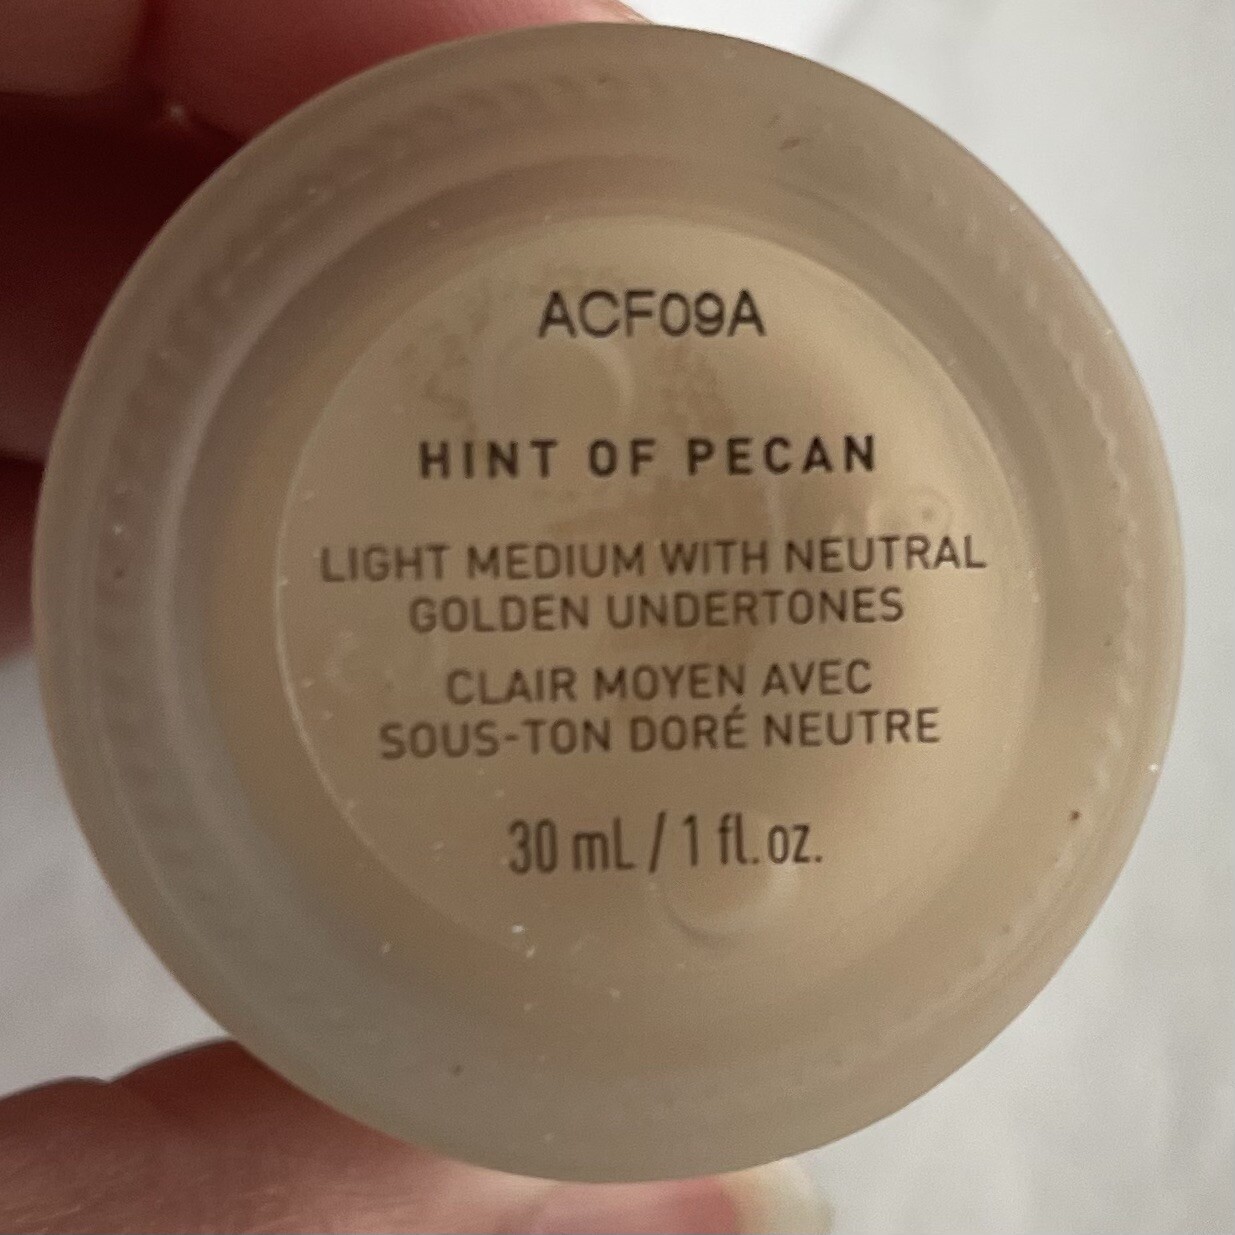 ACF09A
HINT OF PECAN
LIGHT MEDIUM WITH NEUTRAL
GOLDEN UNDERTONES
CLAIR MOYEN AVEC
SOUS-TON DORÉ NEUTRE
30 mL / 1 fl. oz.